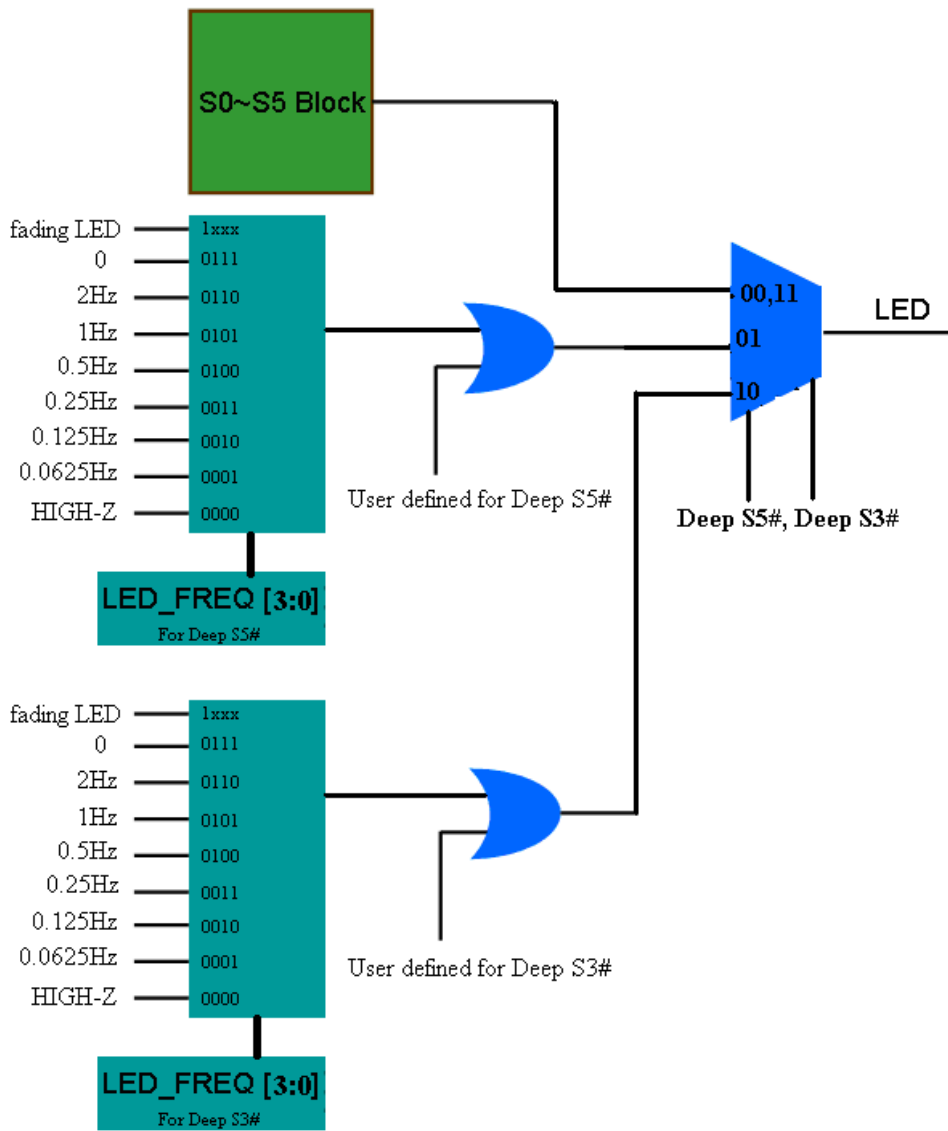 S0~S5 Block
fading LED
1xxx
0
0111
2Hz
0110
1Hz
0101
0.5Hz
0100
0.25Hz
0011
0.125Hz
0010
0.0625Hz
0001
HIGH-Z
0000
LED_FREQ [3:0]
For Deep S5#
User defined for Deep S5#
00,11
01
10
LED
Deep S5#, Deep S3#
fading LED
1xxx
0
0111
2Hz
0110
1Hz
0101
0.5Hz
0100
0.25Hz
0011
0.125Hz
0010
0.0625Hz
0001
HIGH-Z
0000
LED_FREQ [3:0]
For Deep S3#
User defined for Deep S3#